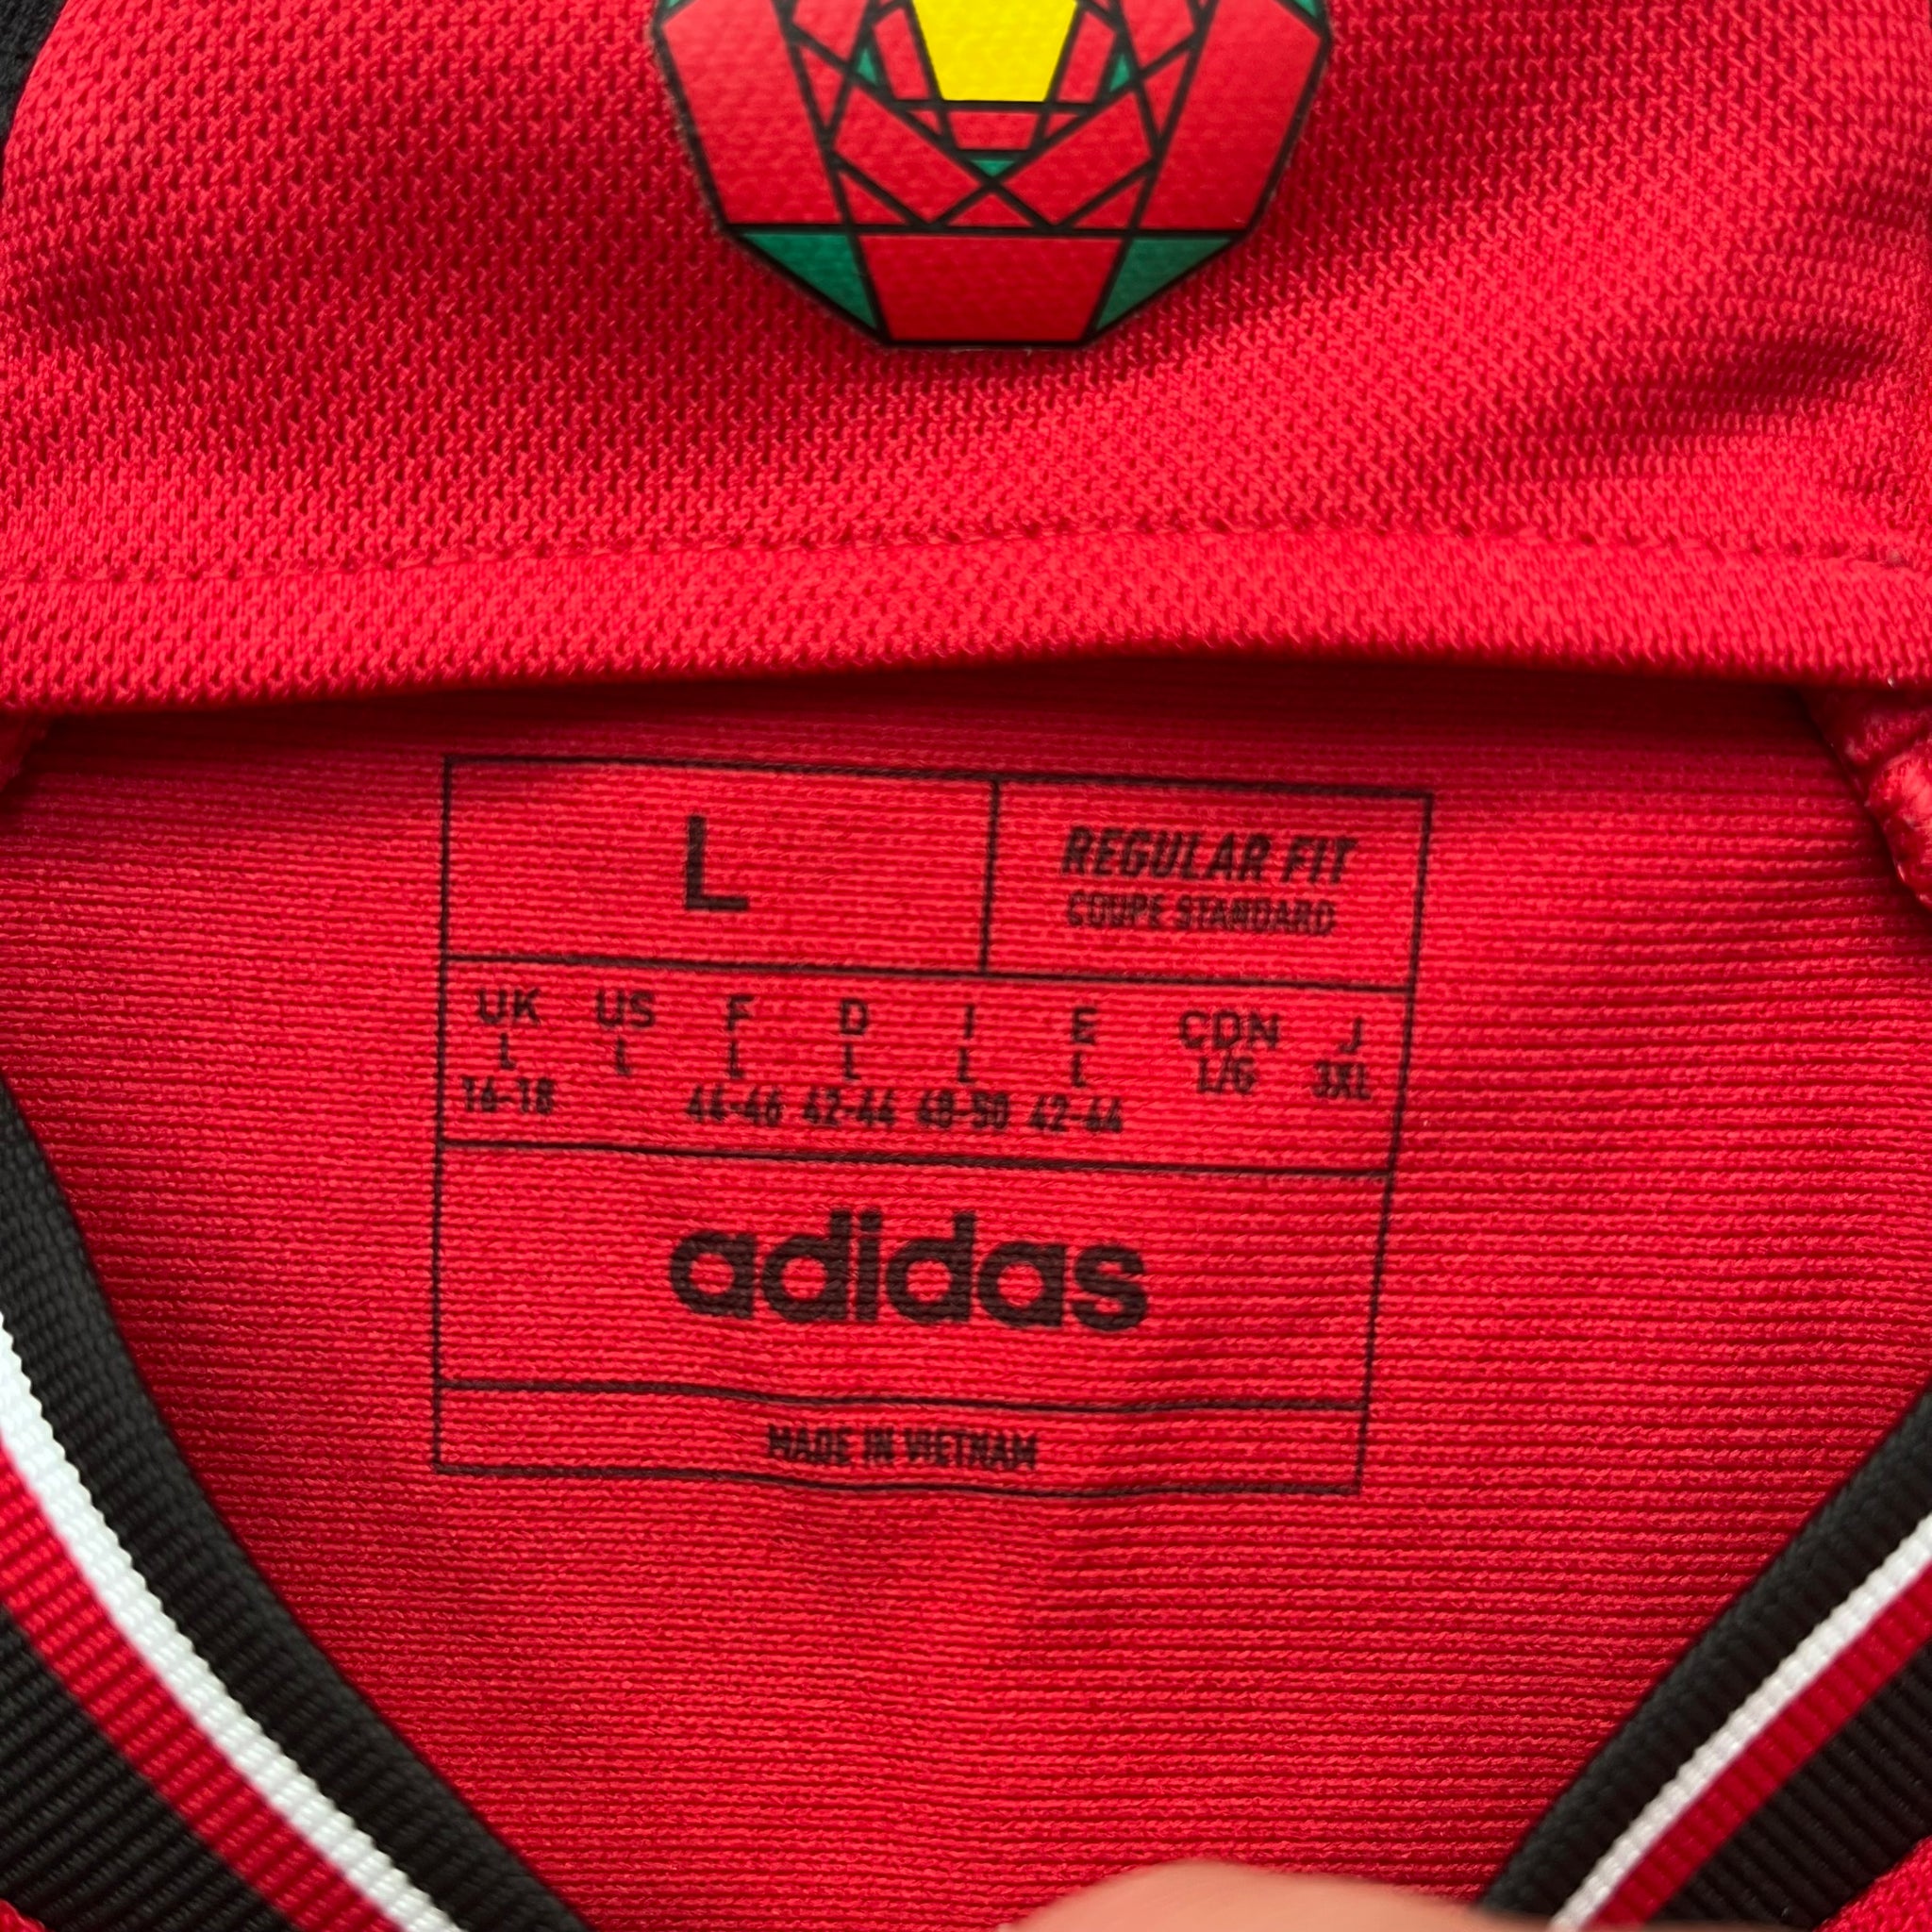 L
REGULAR FIT
COUPE STANDARD
UK US F D I E CDN J
L L L L L L L/G 3XL
16-18 44-46 42-44 48-50 42-44
adidas
MADE IN VIETNAM